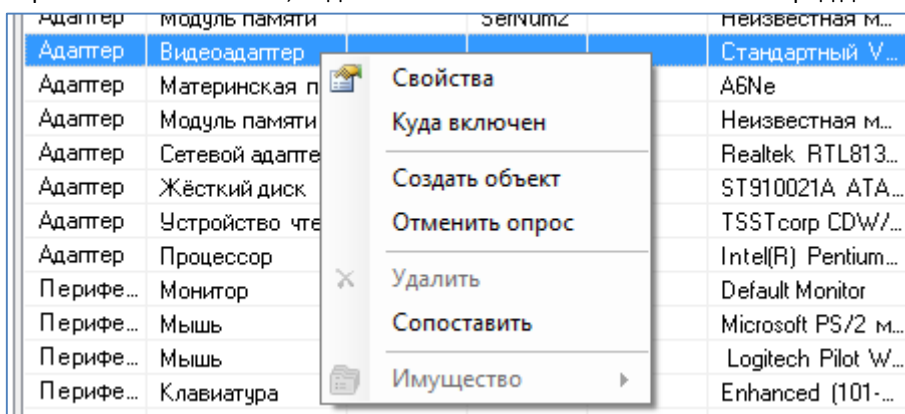 Адаптер Модуль памяти SerNum2 Неизвестная м...
Адаптер Видеоадаптер Стандартный V...
Адаптер Материнская п A6Ne
Адаптер Модуль памяти Неизвестная м...
Адаптер Сетевой адапте Realtek RTL813...
Адаптер Жёсткий диск ST910021A ATA...
Адаптер Устройство чте TSSTcorp CDW/...
Адаптер Процессор Intel(R) Pentium...
Перифе... Монитор Default Monitor
Перифе... Мышь Microsoft PS/2 м...
Перифе... Мышь Logitech Pilot W...
Перифе... Клавиатура Enhanced (101-...
Свойства
Куда включен
Создать объект
Отменить опрос
Удалить
Сопоставить
Имущество